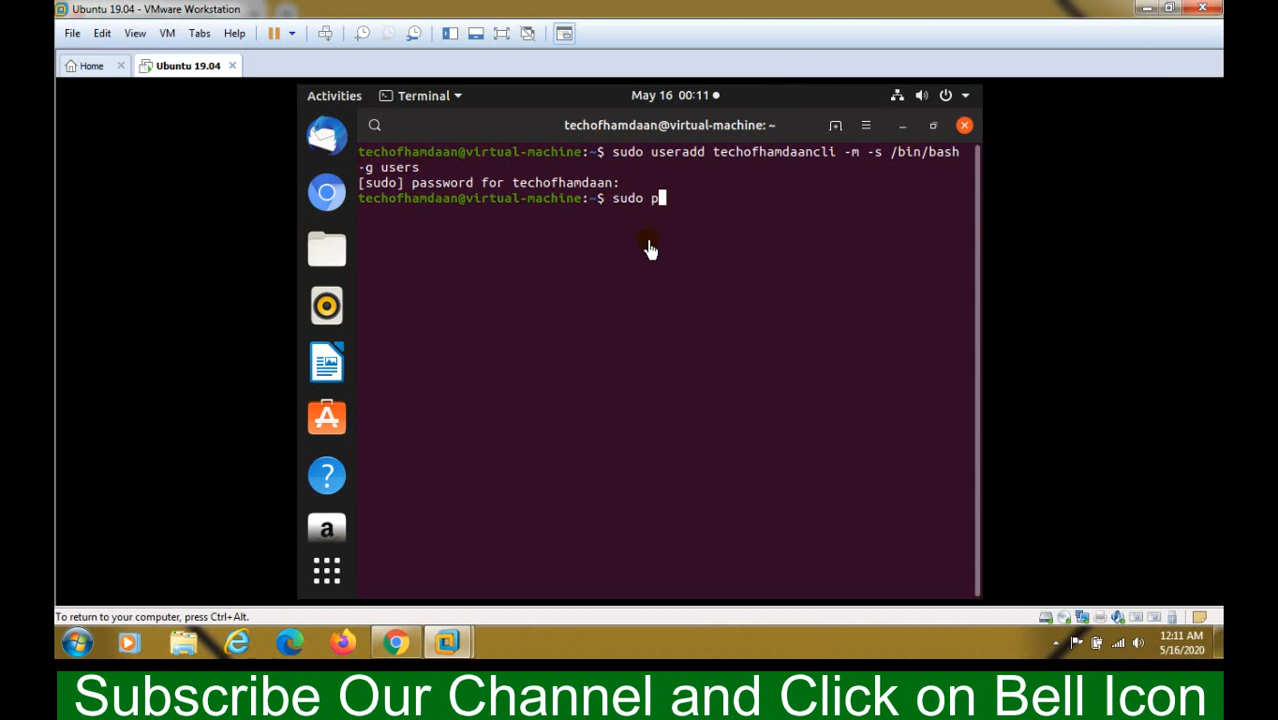 Ubuntu 19.04 - VMware Workstation
File Edit View VM Tabs Help
Home
Ubuntu 19.04
Activities Terminal May 16 00:11
techofhamdaan@virtual-machine: ~
techofhamdaan@virtual-machine:~$ sudo useradd techofhamdaancli -m -s /bin/bash
-g users
[sudo] password for techofhamdaan:
techofhamdaan@virtual-machine:~$ sudo p
a
To return to your computer, press Ctrl+Alt.
12:11 AM
5/16/2020
Subscribe Our Channel and Click on Bell Icon